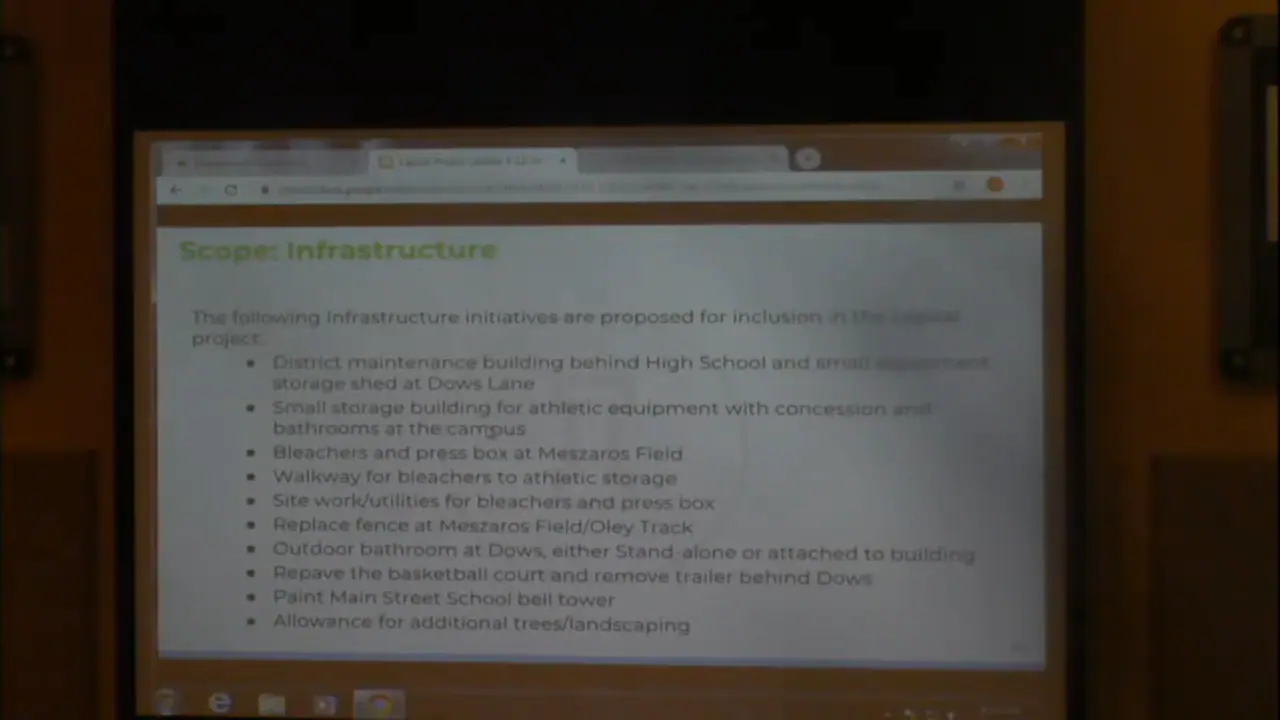 Scope: Infrastructure
The following Infrastructure initiatives are proposed for inclusion in the capital
project:
• District maintenance building behind High School and small equipment
storage shed at Dows Lane
• Small storage building for athletic equipment with concession and
bathrooms at the campus
• Bleachers and press box at Meszaros Field
• Walkway for bleachers to athletic storage
• Site work/utilities for bleachers and press box
• Replace fence at Meszaros Field/Oley Track
• Outdoor bathroom at Dows, either Stand-alone or attached to building
• Repave the basketball court and remove trailer behind Dows
• Paint Main Street School bell tower
• Allowance for additional trees/landscaping